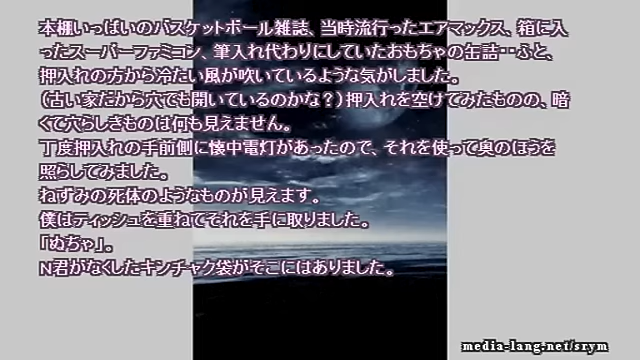 本棚いっぱいのバスケットボール雑誌、当時流行ったエアマックス、箱に入
ったスーパーファミコン、筆入れ代わりにしていたおもちゃの缶詰‥ふと、
押入れの方から冷たい風が吹いているような気がしました。
（古い家だから穴でも開いているのかな？）押入れを空けてみたものの、暗
くて穴らしきものは何も見えません。
丁度押入れの手前側に懐中電灯があったので、それを使って奥のほうを
照らしてみました。
ねずみの死体のようなものが見えます。
僕はティッシュを重ねてそれを手に取りました。
「ぬちゃ」。
N君がなくしたキンチャク袋がそこにはありました。
media-lang.net/srym